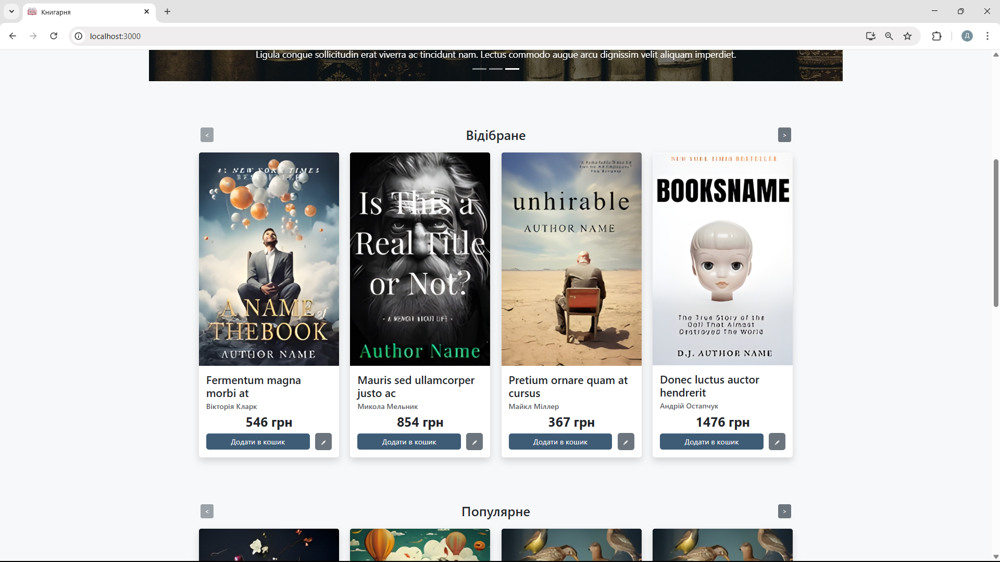 Книгарня
localhost:3000
Д
Ligula congue sollicitudin erat viverra ac tincidunt nam. Lectus commodo augue arcu dignissim velit aliquam imperdiet.
<
Відібране
>
#1 NEW YORK TIMES
A NAME of
THE BOOK
AUTHOR NAME
Is This a
Real Title
or Not?
- A MEMOIR ABOUT LIFE -
Author Name
unhirable
AUTHOR NAME
NEW YORK TIMES BESTSELLER
BOOKSNAME
The True Story of the
Doll That Almost
Destroyed The World
D.J. AUTHOR NAME
Fermentum magna
morbi at
Вікторія Кларк
546 грн
Додати в кошик
Mauris sed ullamcorper
justo ac
Микола Мельник
854 грн
Додати в кошик
Pretium ornare quam at
cursus
Майкл Міллер
367 грн
Додати в кошик
Donec luctus auctor
hendrerit
Андрій Остапчук
1476 грн
Додати в кошик
<
Популярне
>